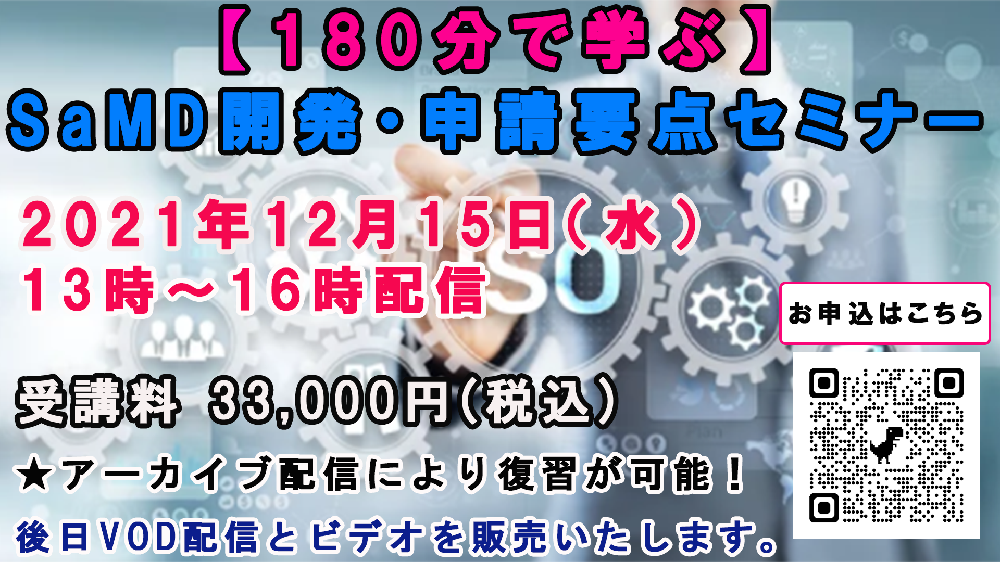 【180分で学ぶ】
SaMD開発・申請要点セミナー
2021年12月15日(水)
13時～16時配信
ISO
お申込はこちら
受講料 33,000円(税込)
★アーカイブ配信により復習が可能！
後日VOD配信とビデオを販売いたします。